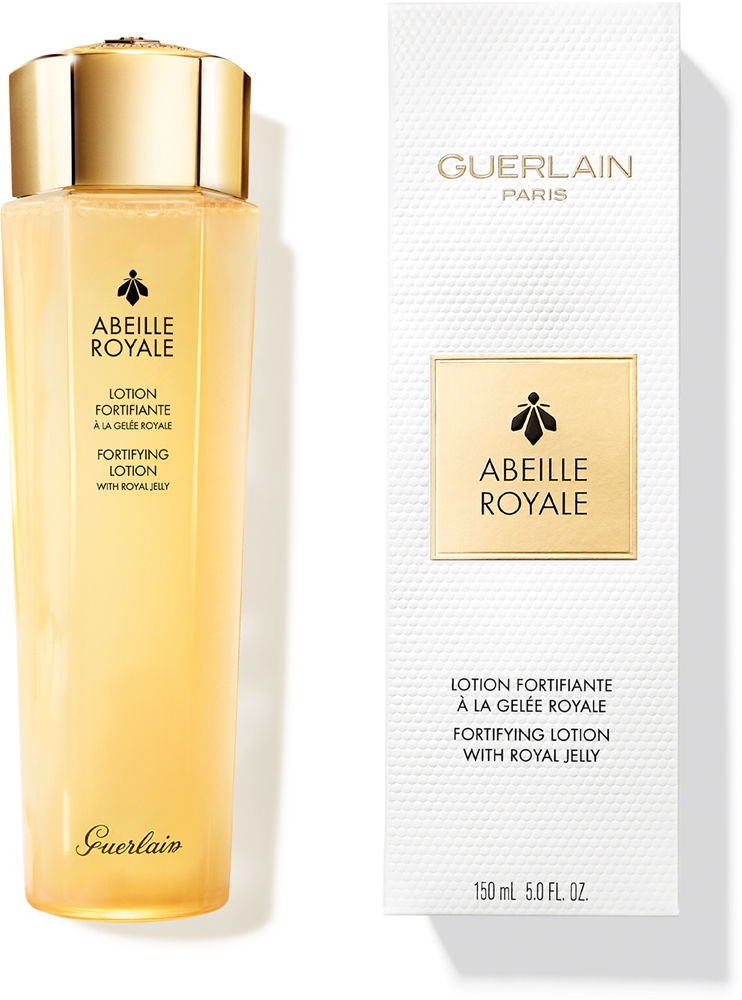 ABEILLE
ROYALE
LOTION
FORTIFIANTE
À LA GELÉE ROYALE
FORTIFYING
LOTION
WITH ROYAL JELLY
Guerlain
GUERLAIN
PARIS
ABEILLE
ROYALE
LOTION FORTIFIANTE
À LA GELÉE ROYALE
FORTIFYING LOTION
WITH ROYAL JELLY
150 mL 5.0 FL. OZ.